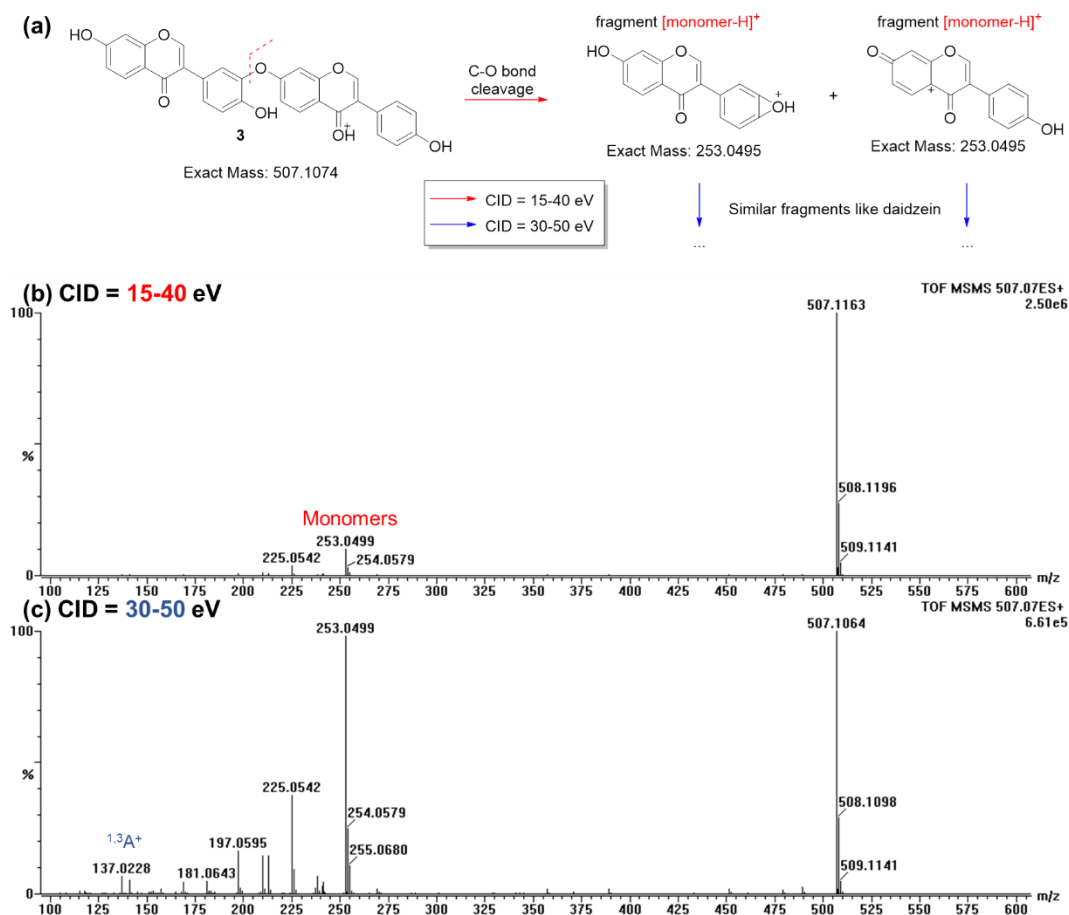 (a)
fragment [monomer-H]+
fragment [monomer-H]+
HO
O
O
O
OH
O
+
OH
OH
3
Exact Mass: 507.1074
C-O bond
cleavage
HO
O
O
+
OH
Exact Mass: 253.0495
+
O
O
+
O
OH
Exact Mass: 253.0495
CID = 15-40 eV
CID = 30-50 eV
Similar fragments like daidzein
...
...
(b) CID = 15-40 eV
TOF MSMS 507.07ES+
2.50e6
100
507.1163
%
508.1196
Monomers
253.0499
225.0542
254.0579
509.1141
0
m/z
100 125 150 175 200 225 250 275 300 325 350 375 400 425 450 475 500 525 550 575 600
(c) CID = 30-50 eV
TOF MSMS 507.07ES+
6.61e5
100
253.0499
507.1064
%
225.0542
254.0579
508.1098
1,3A+
197.0595
255.0680
137.0228
181.0643
509.1141
0
m/z
100 125 150 175 200 225 250 275 300 325 350 375 400 425 450 475 500 525 550 575 600